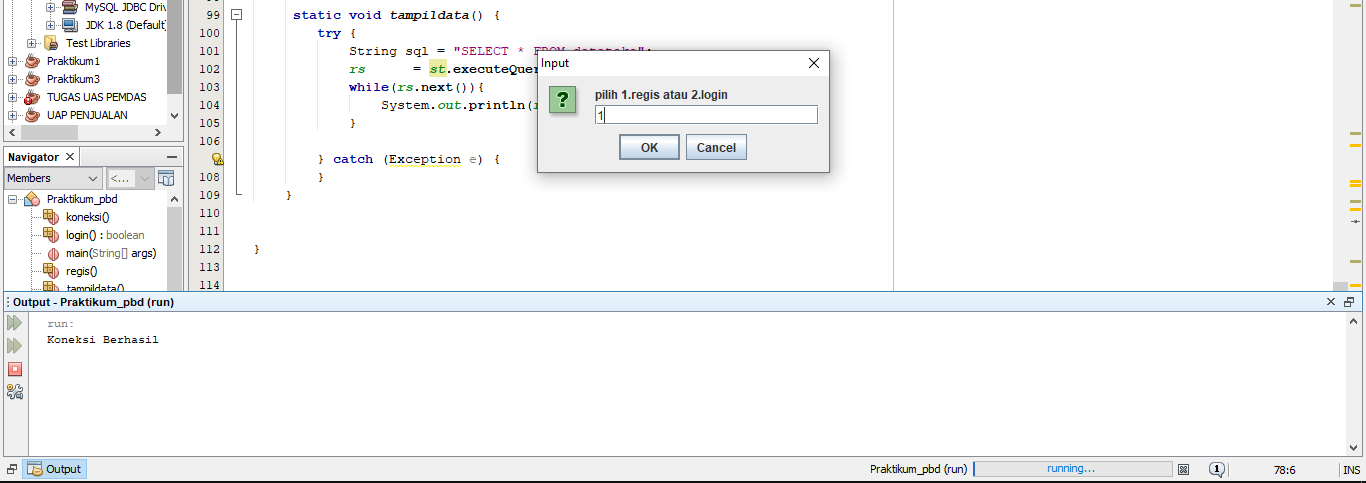 MySQL JDBC Driv
JDK 1.8 (Default)
Test Libraries
Praktikum1
Praktikum3
TUGAS UAS PEMDAS
UAP PENJUALAN
Navigator
Members
<...
Praktikum_pbd
koneksi()
login() : boolean
main(String[] args)
regis()
tampildata()
99 static void tampildata() {
100 try {
101 String sql = "SELECT * FROM datatoko";
102 rs = st.executeQuer
103 while(rs.next()){
104 System.out.println(
105 }
106
} catch (Exception e) {
108 }
109 }
110
111
112 }
113
114
Input
pilih 1.regis atau 2.login
1
OK
Cancel
Output - Praktikum_pbd (run)
run:
Koneksi Berhasil
Output
Praktikum_pbd (run)
running...
1
78:6
INS